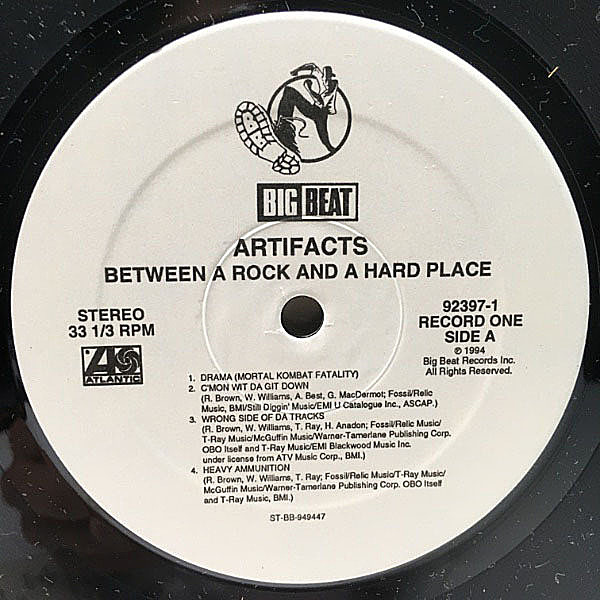 BIG BEAT
ARTIFACTS
BETWEEN A ROCK AND A HARD PLACE
STEREO
33 1/3 RPM
ATLANTIC
92397-1
RECORD ONE
SIDE A
℗ 1994
Big Beat Records Inc.
All Rights Reserved.
1. DRAMA (MORTAL KOMBAT FATALITY)
2. C'MON WIT DA GIT DOWN
(R. Brown, W. Williams, A. Best, G. MacDermot; Fossil/Relic
Music, BMI/Still Diggin' Music/EMI U Catalogue Inc., ASCAP.)
3. WRONG SIDE OF DA TRACKS
(R. Brown, W. Williams, T. Ray, H. Anadon; Fossil/Relic Music/
T-Ray Music/McGuffin Music/Warner-Tamerlane Publishing Corp.
OBO Itself and T-Ray Music/EMI Blackwood Music Inc.
under license from ATV Music Corp., BMI.)
4. HEAVY AMMUNITION
(R. Brown, W. Williams, T. Ray; Fossil/Relic Music/T-Ray Music/
McGuffin Music/Warner-Tamerlane Publishing Corp. OBO Itself
and T-Ray Music, BMI.)
ST-BB-949447